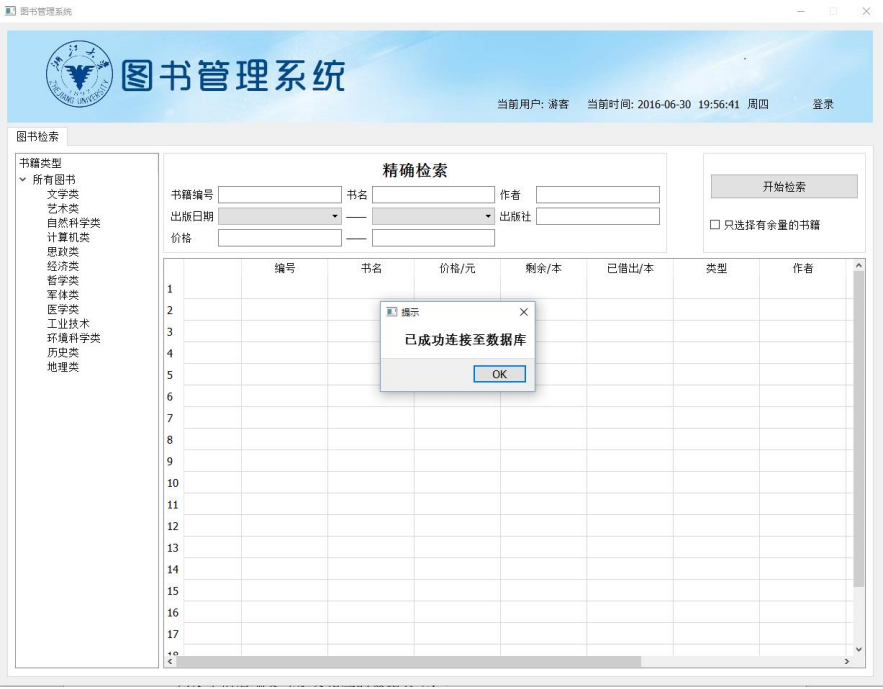 图书管理系统
浙江大学
ZHEJIANG UNIVERSITY
1897
图书管理系统
当前用户: 游客 当前时间: 2016-06-30 19:56:41 周四 登录
图书检索
书籍类型
所有图书
文学类
艺术类
自然科学类
计算机类
思政类
经济类
哲学类
军体类
医学类
工业技术
环境科学类
历史类
地理类
精确检索
书籍编号 书名 作者
出版日期 —— 出版社
价格 ——
开始检索
只选择有余量的书籍
编号 书名 价格/元 剩余/本 已借出/本 类型 作者
1
2
3
4
5
6
7
8
9
10
11
12
13
14
15
16
17
18
提示
已成功连接至数据库
OK